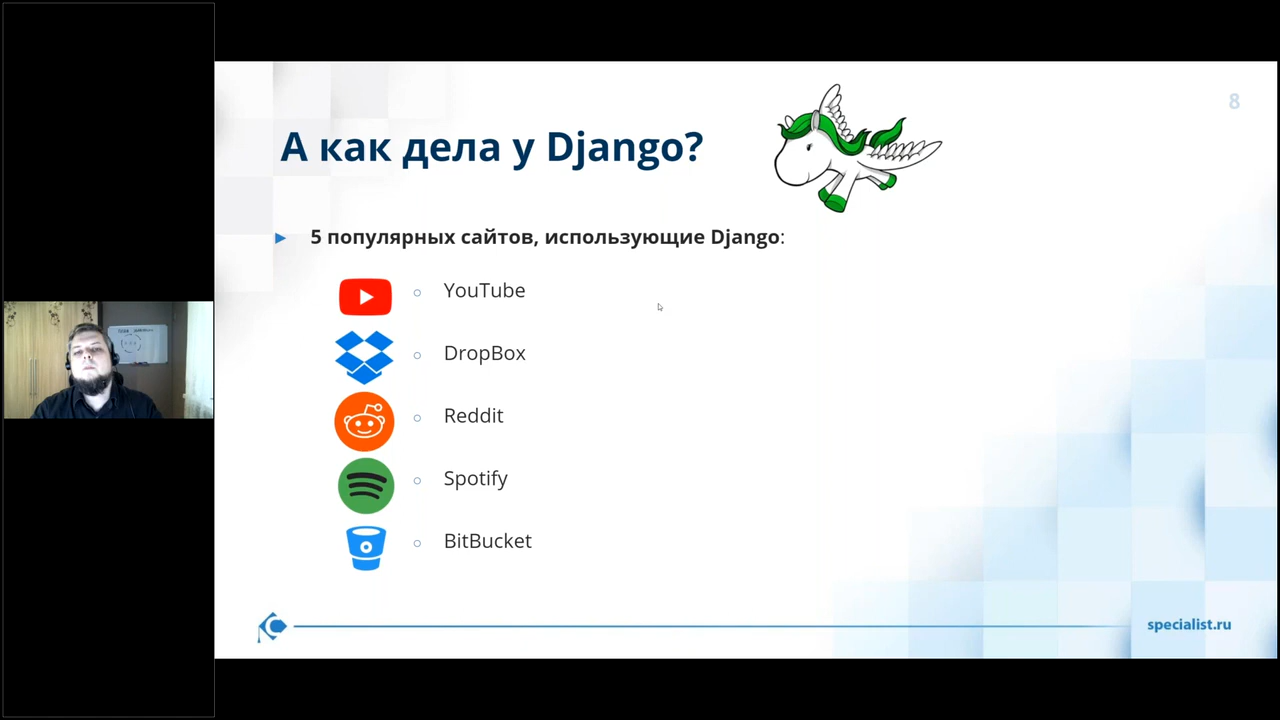 8
А как дела у Django?
5 популярных сайтов, использующие Django:
YouTube
DropBox
Reddit
Spotify
BitBucket
specialist.ru